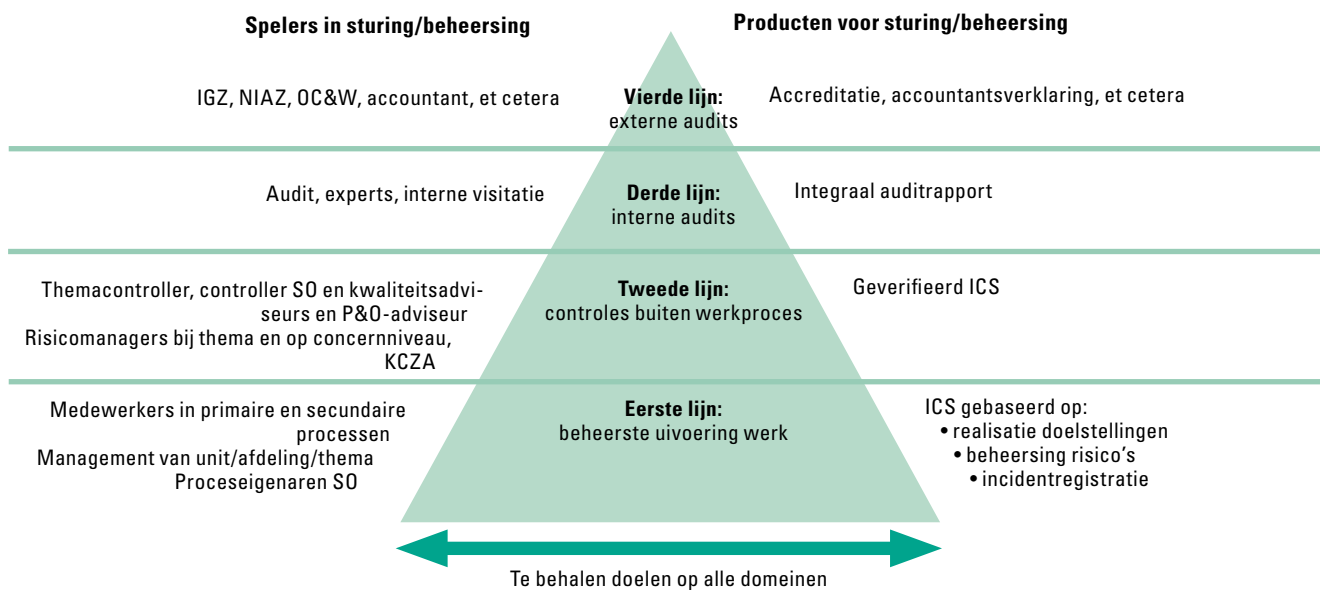 Spelers in sturing/beheersing
Producten voor sturing/beheersing
IGZ, NIAZ, OC&W, accountant, et cetera
Vierde lijn:
externe audits
Accreditatie, accountantsverklaring, et cetera
Audit, experts, interne visitatie
Derde lijn:
interne audits
Integraal auditrapport
Themacontroller, controller SO en kwaliteitsadvi-
seurs en P&O-adviseur
Risicomanagers bij thema en op concernniveau,
KCZA
Tweede lijn:
controles buiten werkproces
Geverifieerd ICS
Medewerkers in primaire en secundaire
processen
Management van unit/afdeling/thema
Proceseigenaren SO
Eerste lijn:
beheerste uivoering werk
ICS gebaseerd op:
• realisatie doelstellingen
• beheersing risico's
• incidentregistratie
Te behalen doelen op alle domeinen